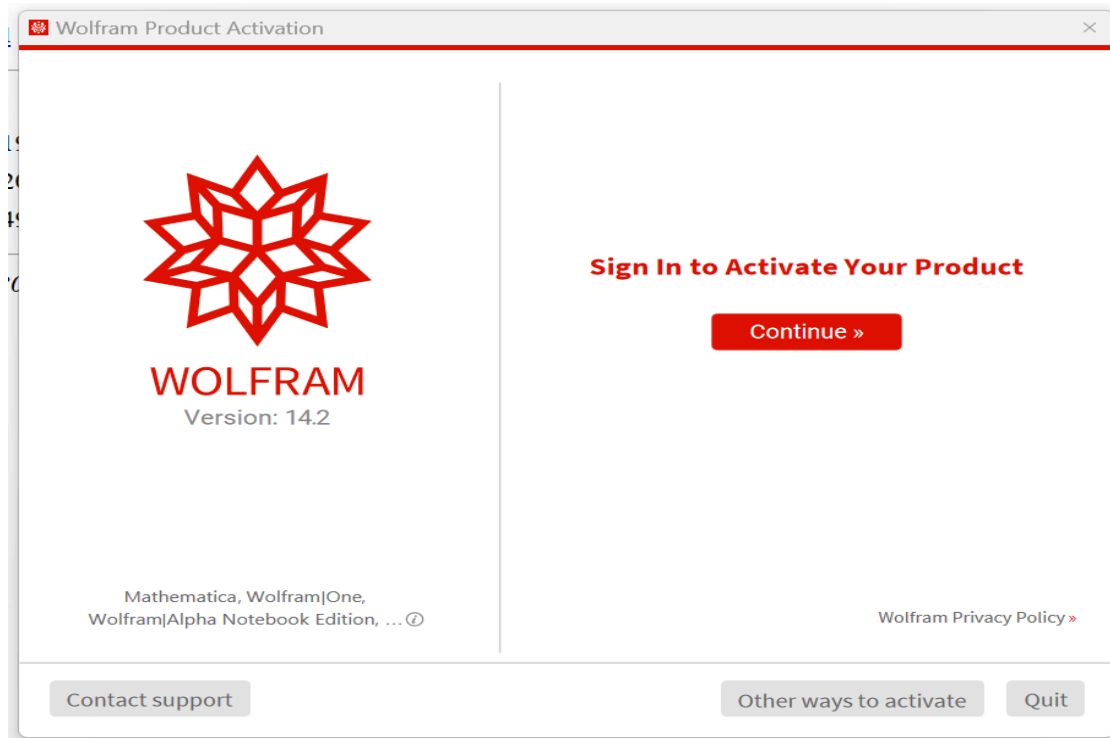 Wolfram Product Activation
Sign In to Activate Your Product
Continue »
WOLFRAM
Version: 14.2
Mathematica, Wolfram|One,
Wolfram|Alpha Notebook Edition, ...
Wolfram Privacy Policy »
Contact support
Other ways to activate
Quit